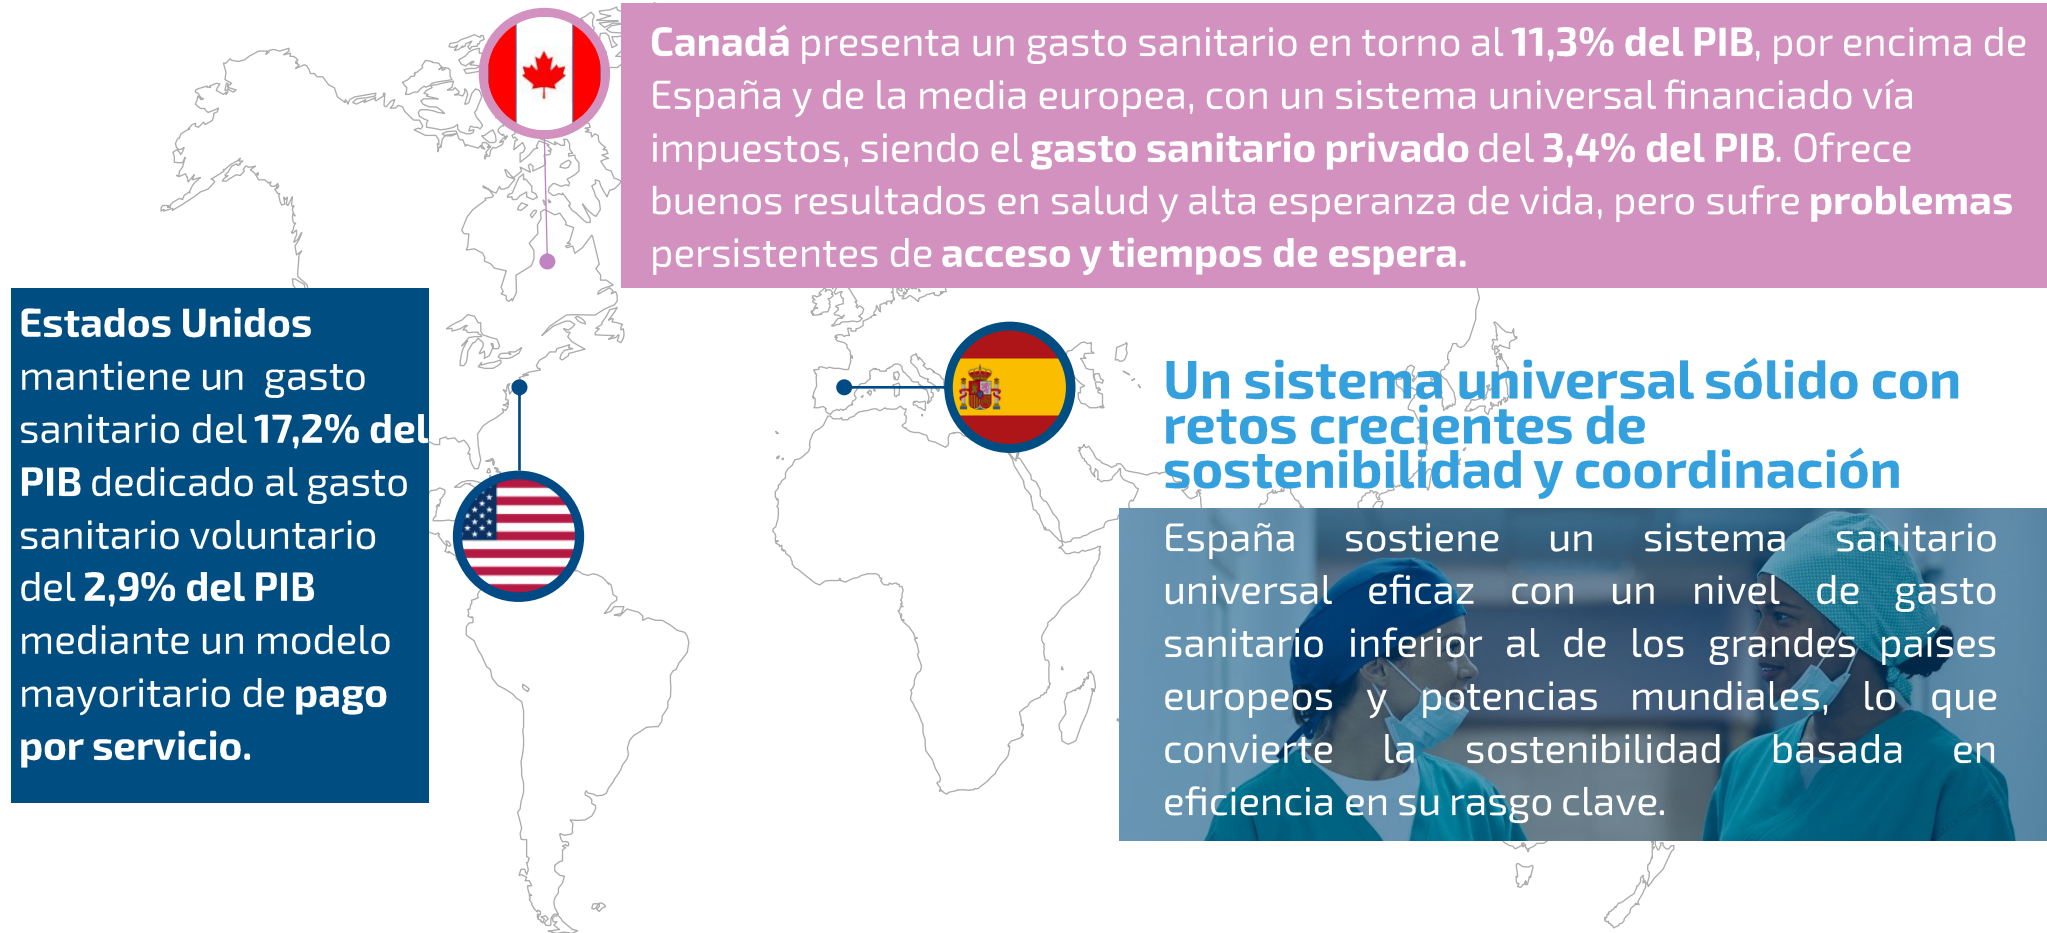 Canadá presenta un gasto sanitario en torno al 11,3% del PIB, por encima de
España y de la media europea, con un sistema universal financiado vía
impuestos, siendo el gasto sanitario privado del 3,4% del PIB. Ofrece
buenos resultados en salud y alta esperanza de vida, pero sufre problemas
persistentes de acceso y tiempos de espera.
Estados Unidos
mantiene un gasto
sanitario del 17,2% del
PIB dedicado al gasto
sanitario voluntario
del 2,9% del PIB
mediante un modelo
mayoritario de pago
por servicio.
Un sistema universal sólido con
retos crecientes de
sostenibilidad y coordinación
España sostiene un sistema sanitario
universal eficaz con un nivel de gasto
sanitario inferior al de los grandes países
europeos y potencias mundiales, lo que
convierte la sostenibilidad basada en
eficiencia en su rasgo clave.